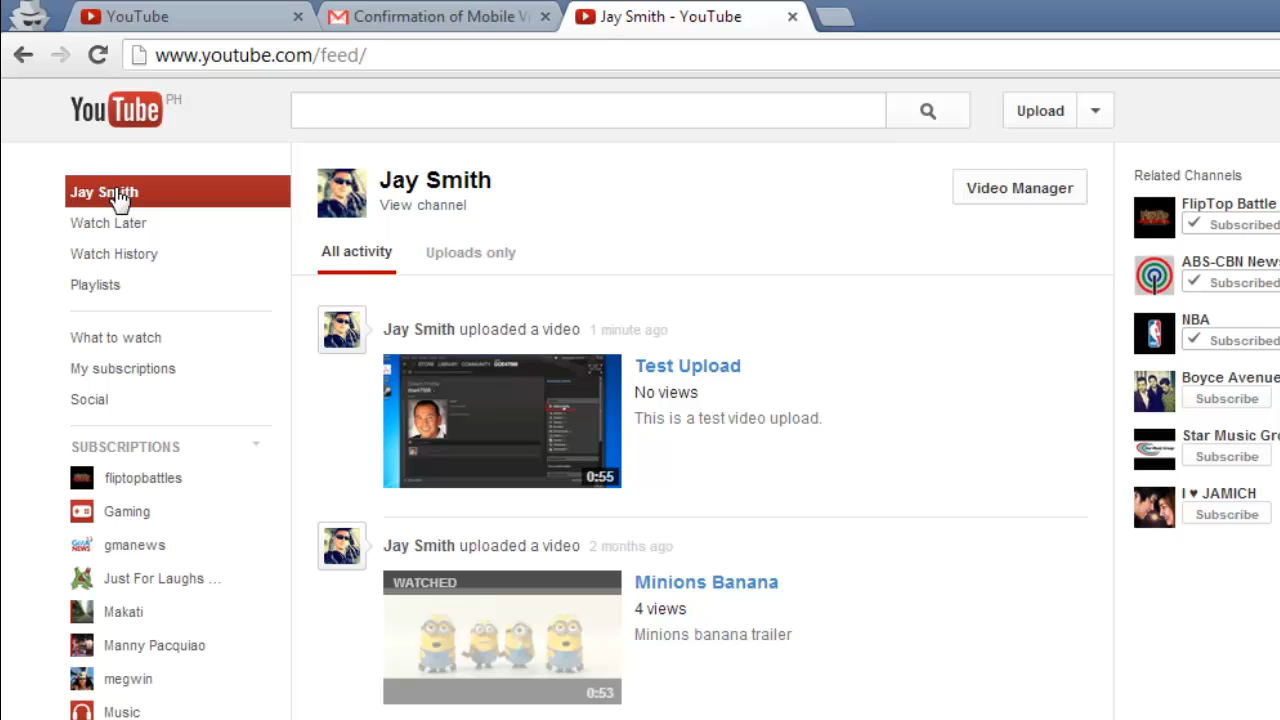 YouTube
Confirmation of Mobile V
Jay Smith - YouTube
www.youtube.com/feed/
YouTube PH
Upload
Jay Smith
Watch Later
Watch History
Playlists
What to watch
My subscriptions
Social
SUBSCRIPTIONS
fliptopbattles
Gaming
gmanews
Just For Laughs ...
Makati
Manny Pacquiao
megwin
Music
Jay Smith
View channel
Video Manager
All activity
Uploads only
Jay Smith uploaded a video 1 minute ago
STORE LIBRARY COMMUNITY
0:55
Test Upload
No views
This is a test video upload.
Jay Smith uploaded a video 2 months ago
WATCHED
0:53
Minions Banana
4 views
Minions banana trailer
Related Channels
FlipTop Battle
Subscribed
ABS-CBN News
Subscribed
NBA
Subscribed
Boyce Avenue
Subscribe
Star Music Gr
Subscribe
I ♥ JAMICH
Subscribe